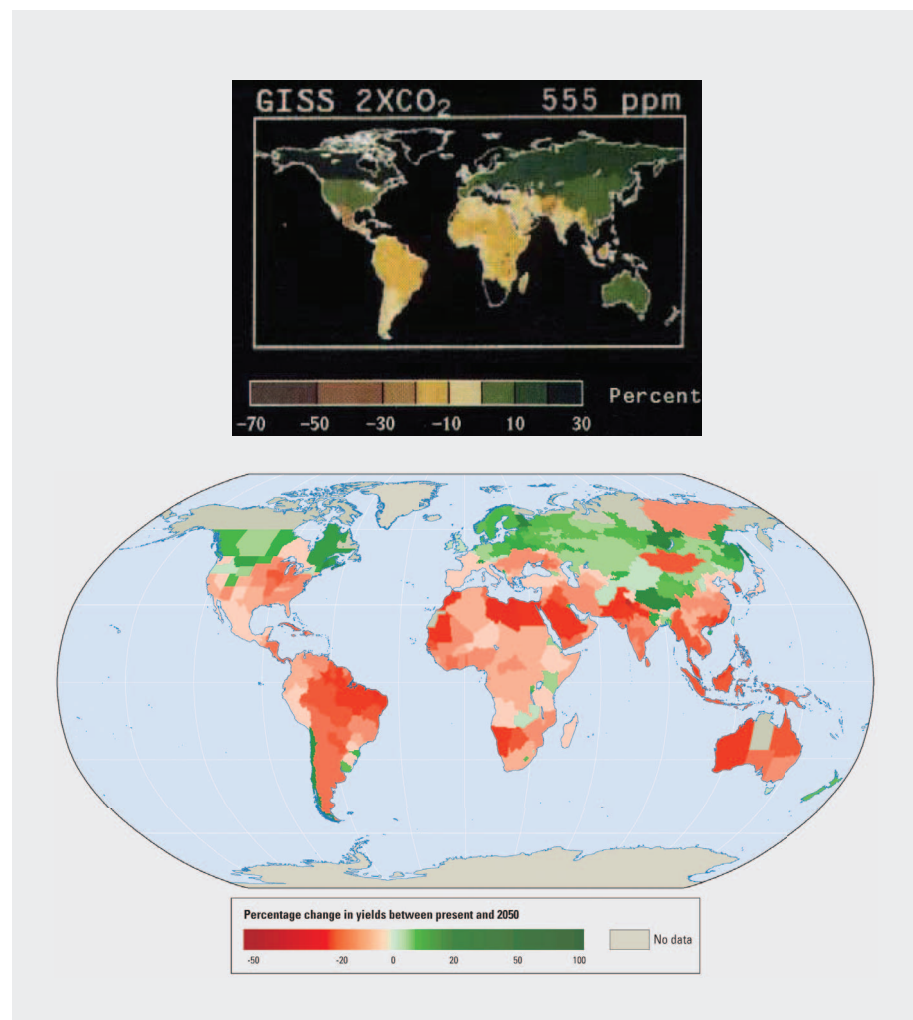 GISS 2XCO₂ 555 ppm
Percent
-70 -50 -30 -10 10 30
Percentage change in yields between present and 2050
No data
-50 -20 0 20 50 100